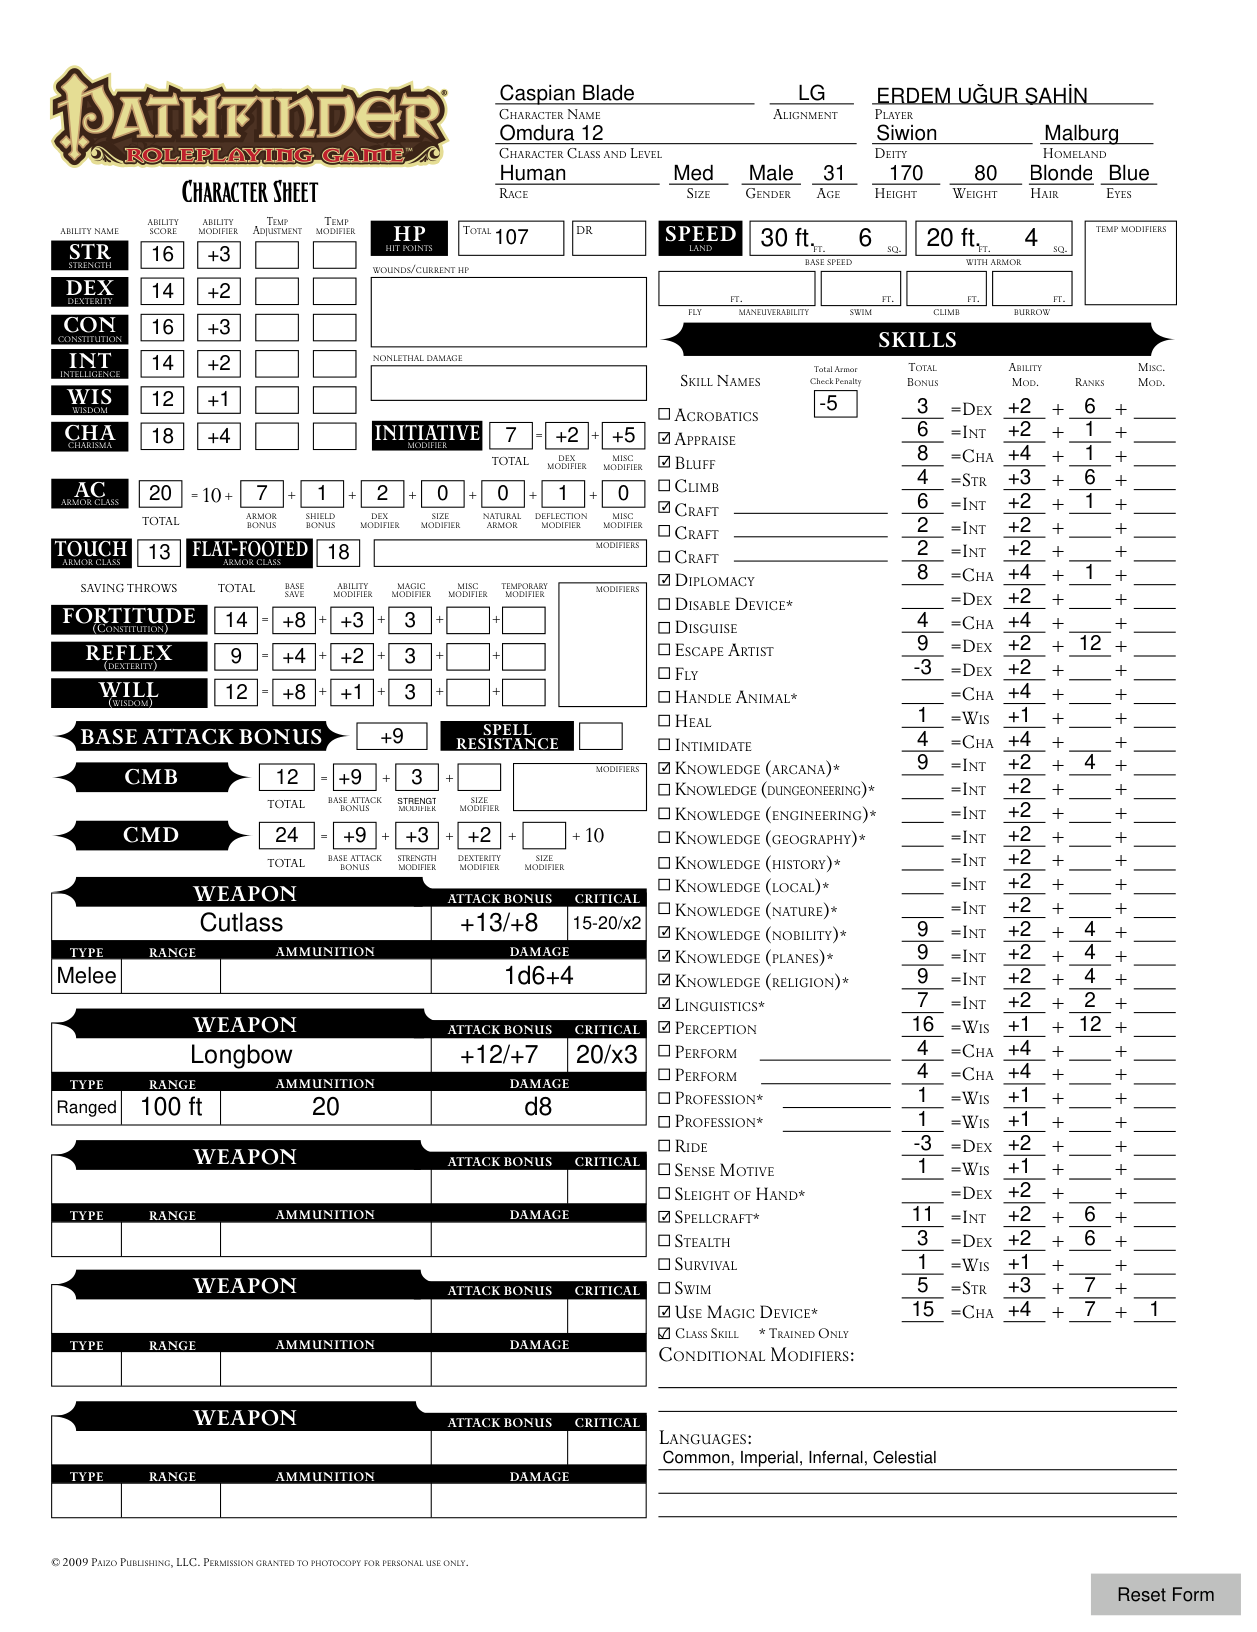 PATHFINDER
ROLEPLAYING GAME™
CHARACTER SHEET
Caspian Blade LG ERDEM UĞUR ŞAHİN
CHARACTER NAME ALIGNMENT PLAYER
Omdura 12 Siwion Malburg
CHARACTER CLASS AND LEVEL DEITY HOMELAND
Human Med Male 31 170 80 Blonde Blue
RACE SIZE GENDER AGE HEIGHT WEIGHT HAIR EYES
ABILITY NAME ABILITY SCORE ABILITY MODIFIER TEMP ADJUSTMENT TEMP MODIFIER
STR STRENGTH 16 +3
DEX DEXTERITY 14 +2
CON CONSTITUTION 16 +3
INT INTELLIGENCE 14 +2
WIS WISDOM 12 +1
CHA CHARISMA 18 +4
HP HIT POINTS TOTAL 107 DR
WOUNDS/CURRENT HP
NONLETHAL DAMAGE
INITIATIVE MODIFIER 7 = +2 + +5
TOTAL DEX MODIFIER MISC MODIFIER
AC ARMOR CLASS 20 = 10 + 7 + 1 + 2 + 0 + 0 + 1 + 0
TOTAL ARMOR BONUS SHIELD BONUS DEX MODIFIER SIZE MODIFIER NATURAL ARMOR DEFLECTION MODIFIER MISC MODIFIER
TOUCH ARMOR CLASS 13 FLAT-FOOTED ARMOR CLASS 18 MODIFIERS
SAVING THROWS TOTAL BASE SAVE ABILITY MODIFIER MAGIC MODIFIER MISC MODIFIER TEMPORARY MODIFIER MODIFIERS
FORTITUDE (CONSTITUTION) 14 = +8 + +3 + 3 + +
REFLEX (DEXTERITY) 9 = +4 + +2 + 3 + +
WILL (WISDOM) 12 = +8 + +1 + 3 + +
BASE ATTACK BONUS +9 SPELL RESISTANCE
CMB 12 = +9 + 3 + MODIFIERS
TOTAL BASE ATTACK BONUS STRENGT MODIFIER SIZE MODIFIER
CMD 24 = +9 + +3 + +2 + + 10
TOTAL BASE ATTACK BONUS STRENGTH MODIFIER DEXTERITY MODIFIER SIZE MODIFIER
WEAPON ATTACK BONUS CRITICAL
Cutlass +13/+8 15-20/x2
TYPE RANGE AMMUNITION DAMAGE
Melee 1d6+4
WEAPON ATTACK BONUS CRITICAL
Longbow +12/+7 20/x3
TYPE RANGE AMMUNITION DAMAGE
Ranged 100 ft 20 d8
WEAPON ATTACK BONUS CRITICAL
TYPE RANGE AMMUNITION DAMAGE
WEAPON ATTACK BONUS CRITICAL
TYPE RANGE AMMUNITION DAMAGE
WEAPON ATTACK BONUS CRITICAL
TYPE RANGE AMMUNITION DAMAGE
SPEED LAND 30 ft. FT. 6 SQ. 20 ft. FT. 4 SQ. TEMP MODIFIERS
BASE SPEED WITH ARMOR
FT. FT. FT. FT.
FLY MANEUVERABILITY SWIM CLIMB BURROW
SKILLS
SKILL NAMES Total Armor Check Penalty TOTAL BONUS ABILITY MOD. RANKS MISC. MOD.
-5
ACROBATICS 3 =DEX +2 + 6 +
APPRAISE 6 =INT +2 + 1 +
BLUFF 8 =CHA +4 + 1 +
CLIMB 4 =STR +3 + 6 +
CRAFT 6 =INT +2 + 1 +
CRAFT 2 =INT +2 + +
CRAFT 2 =INT +2 + +
DIPLOMACY 8 =CHA +4 + 1 +
DISABLE DEVICE* =DEX +2 + +
DISGUISE 4 =CHA +4 + +
ESCAPE ARTIST 9 =DEX +2 + 12 +
FLY -3 =DEX +2 + +
HANDLE ANIMAL* =CHA +4 + +
HEAL 1 =WIS +1 + +
INTIMIDATE 4 =CHA +4 + +
KNOWLEDGE (ARCANA)* 9 =INT +2 + 4 +
KNOWLEDGE (DUNGEONEERING)* =INT +2 + +
KNOWLEDGE (ENGINEERING)* =INT +2 + +
KNOWLEDGE (GEOGRAPHY)* =INT +2 + +
KNOWLEDGE (HISTORY)* =INT +2 + +
KNOWLEDGE (LOCAL)* =INT +2 + +
KNOWLEDGE (NATURE)* =INT +2 + +
KNOWLEDGE (NOBILITY)* 9 =INT +2 + 4 +
KNOWLEDGE (PLANES)* 9 =INT +2 + 4 +
KNOWLEDGE (RELIGION)* 9 =INT +2 + 4 +
LINGUISTICS* 7 =INT +2 + 2 +
PERCEPTION 16 =WIS +1 + 12 +
PERFORM 4 =CHA +4 + +
PERFORM 4 =CHA +4 + +
PROFESSION* 1 =WIS +1 + +
PROFESSION* 1 =WIS +1 + +
RIDE -3 =DEX +2 + +
SENSE MOTIVE 1 =WIS +1 + +
SLEIGHT OF HAND* =DEX +2 + +
SPELLCRAFT* 11 =INT +2 + 6 +
STEALTH 3 =DEX +2 + 6 +
SURVIVAL 1 =WIS +1 + +
SWIM 5 =STR +3 + 7 +
USE MAGIC DEVICE* 15 =CHA +4 + 7 + 1
CLASS SKILL * TRAINED ONLY
CONDITIONAL MODIFIERS:
LANGUAGES:
Common, Imperial, Infernal, Celestial
© 2009 PAIZO PUBLISHING, LLC. PERMISSION GRANTED TO PHOTOCOPY FOR PERSONAL USE ONLY.
Reset Form